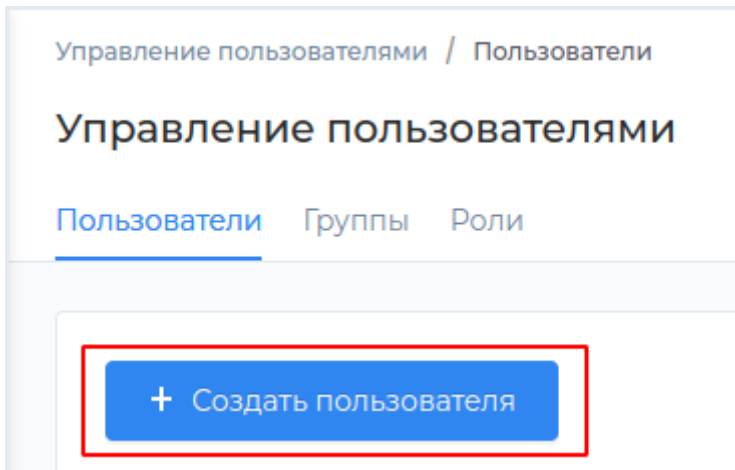 Управление пользователями / Пользователи
Управление пользователями
Пользователи Группы Роли
+ Создать пользователя